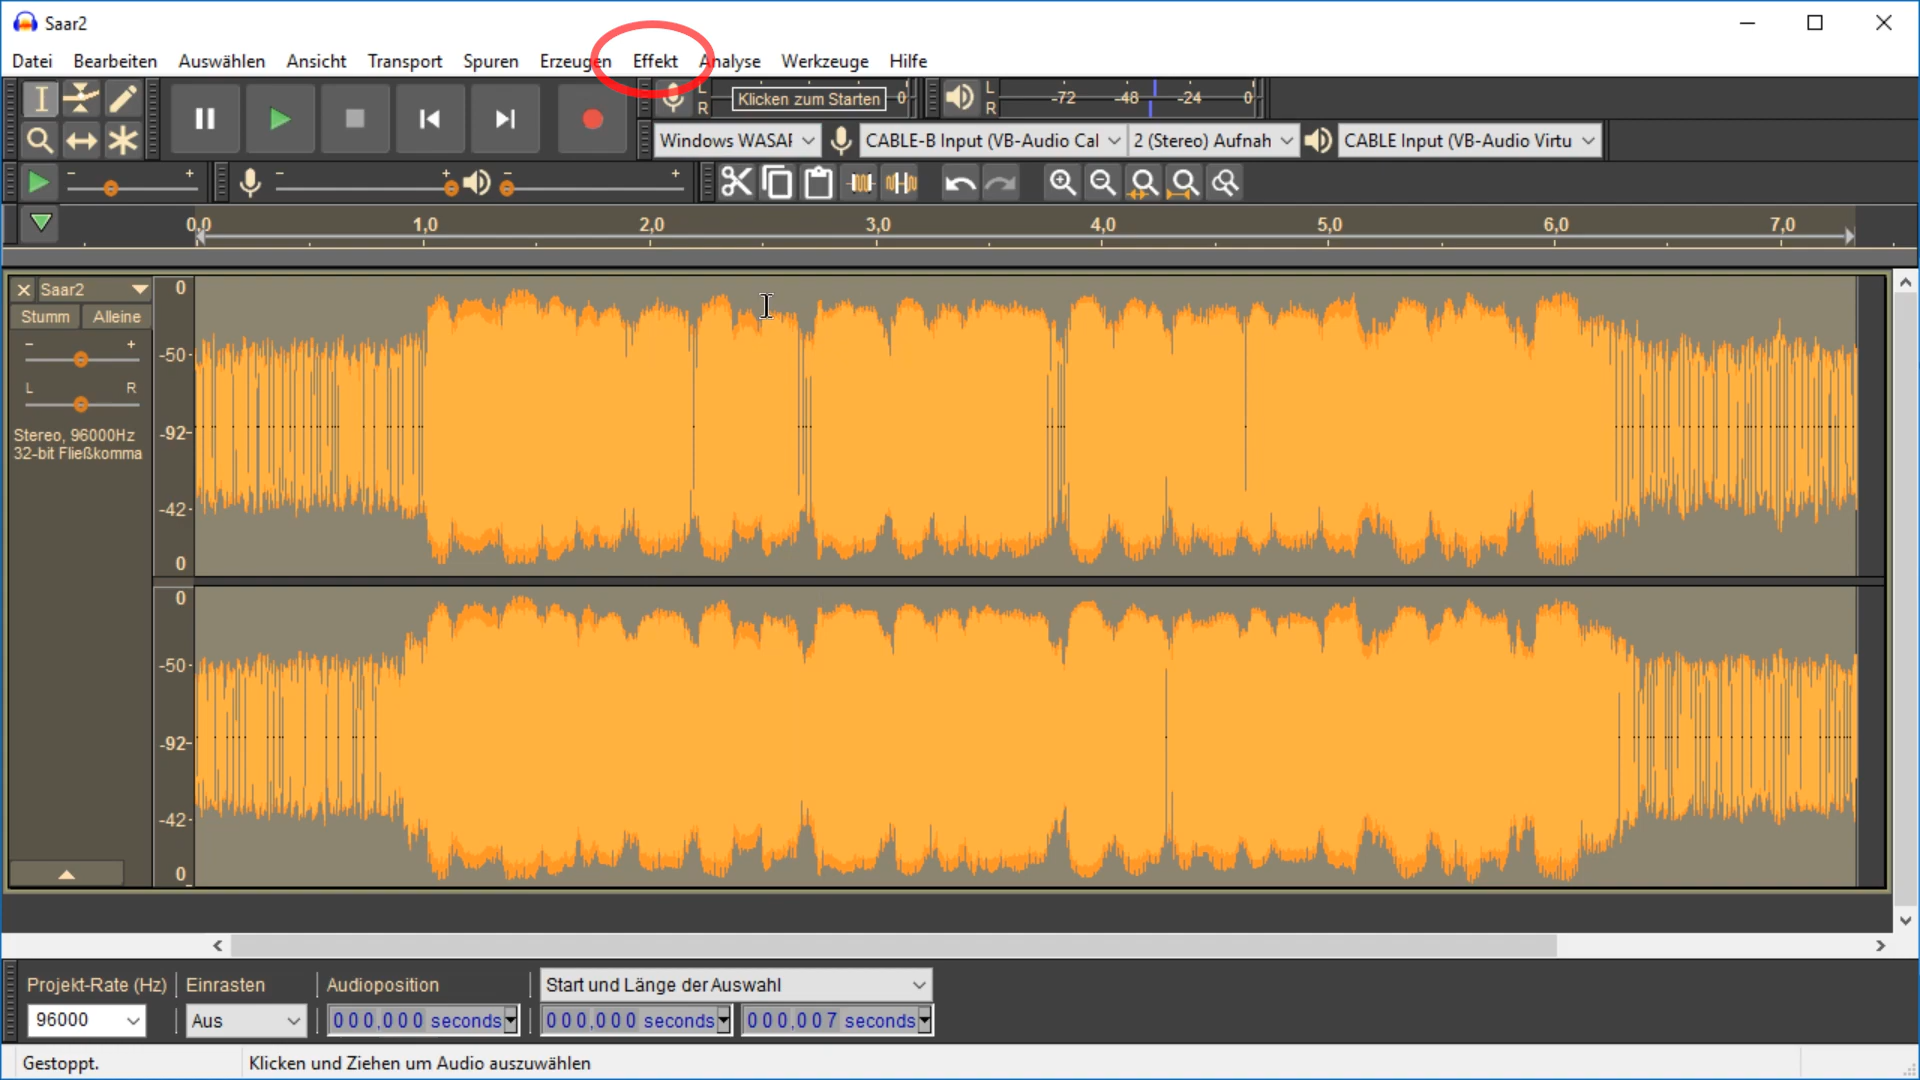 Saar2
Datei Bearbeiten Auswählen Ansicht Transport Spuren Erzeugen Effekt Analyse Werkzeuge Hilfe
L
R
Klicken zum Starten
0
L
R
-72 -48 -24 0
Windows WASAF
CABLE-B Input (VB-Audio Cal
2 (Stereo) Aufnah
CABLE Input (VB-Audio Virtu
- + - + - +
0,0 1,0 2,0 3,0 4,0 5,0 6,0 7,0
Saar2
Stumm Alleine
- +
L R
Stereo, 96000Hz
32-bit Fließkomma
0
-50
-92
-42
0
0
-50
-92
-42
0
Projekt-Rate (Hz) Einrasten Audioposition Start und Länge der Auswahl
96000 Aus 000,000 seconds 000,000 seconds 000,007 seconds
Gestoppt. Klicken und Ziehen um Audio auszuwählen